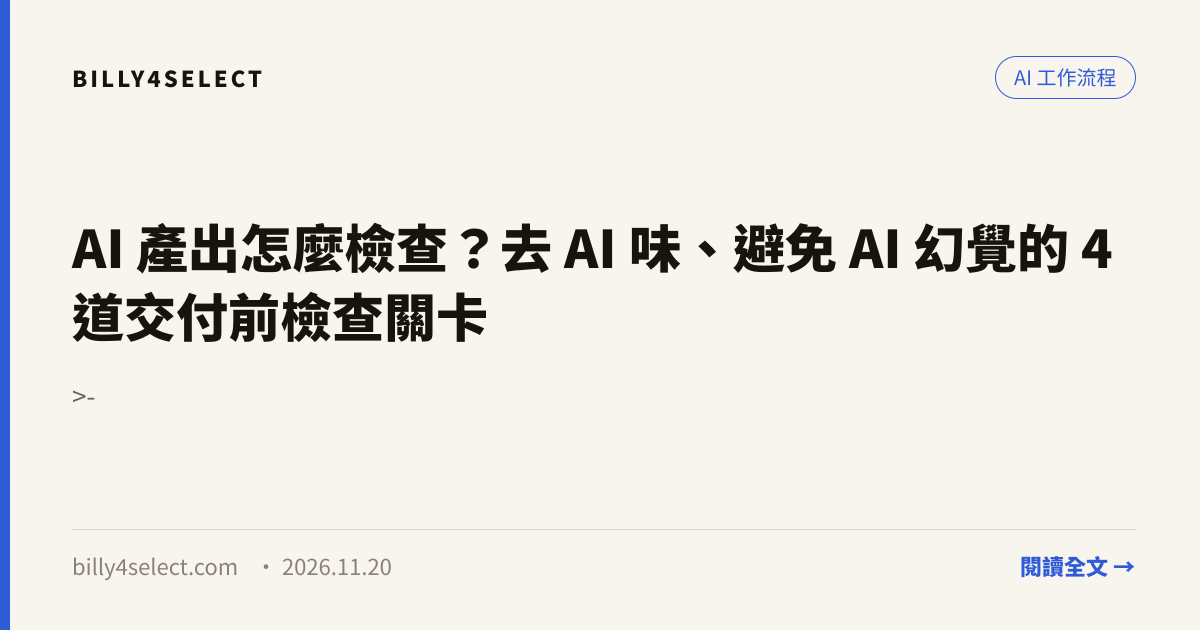 BILLY4SELECT
AI 工作流程
AI 產出怎麼檢查？去 AI 味、避免 AI 幻覺的 4
道交付前檢查關卡
>-
billy4select.com • 2026.11.20
閱讀全文 →